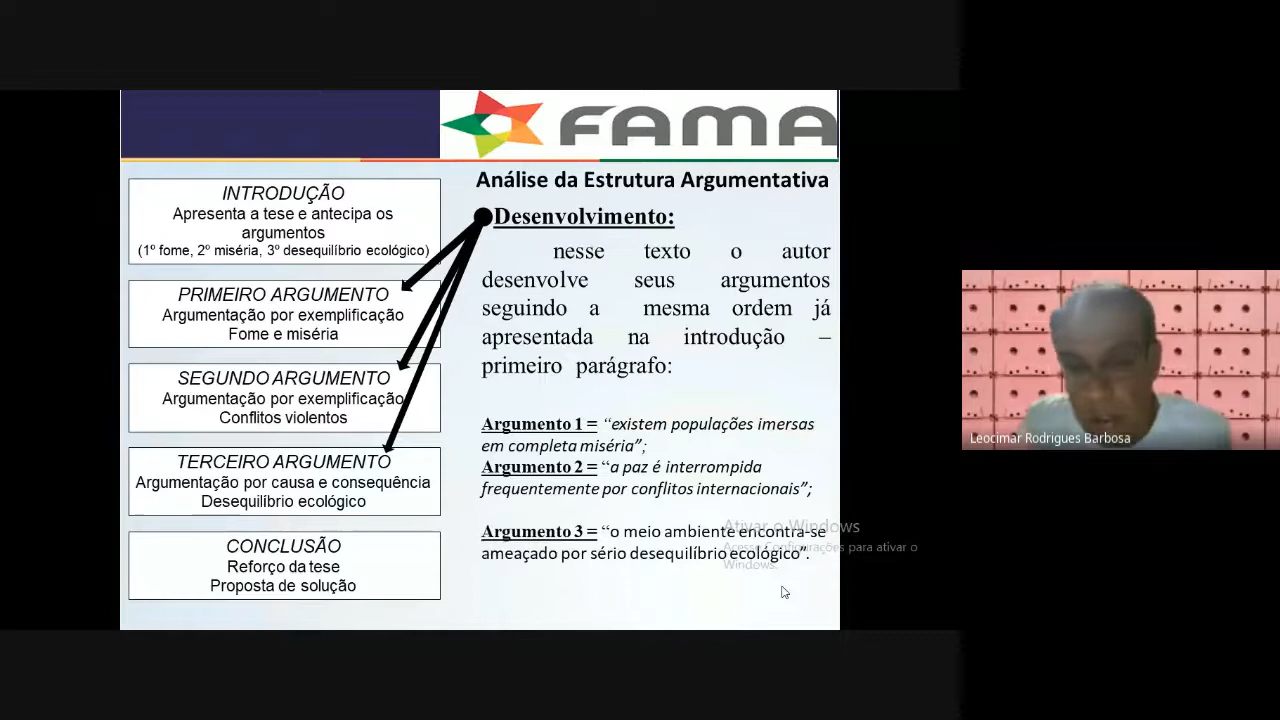 FAMA
INTRODUÇÃO
Apresenta a tese e antecipa os
argumentos
(1º fome, 2º miséria, 3º desequilíbrio ecológico)
PRIMEIRO ARGUMENTO
Argumentação por exemplificação
Fome e miséria
SEGUNDO ARGUMENTO
Argumentação por exemplificação
Conflitos violentos
TERCEIRO ARGUMENTO
Argumentação por causa e consequência
Desequilíbrio ecológico
CONCLUSÃO
Reforço da tese
Proposta de solução
Análise da Estrutura Argumentativa
Desenvolvimento:
nesse texto o autor
desenvolve seus argumentos
seguindo a mesma ordem já
apresentada na introdução –
primeiro parágrafo:
Argumento 1 = “existem populações imersas
em completa miséria”;
Argumento 2 = “a paz é interrompida
frequentemente por conflitos internacionais”;
Argumento 3 = “o meio ambiente encontra-se
ameaçado por sério desequilíbrio ecológico”.
Ativar o Windows
Acesse Configurações para ativar o
Windows.
Leocimar Rodrigues Barbosa